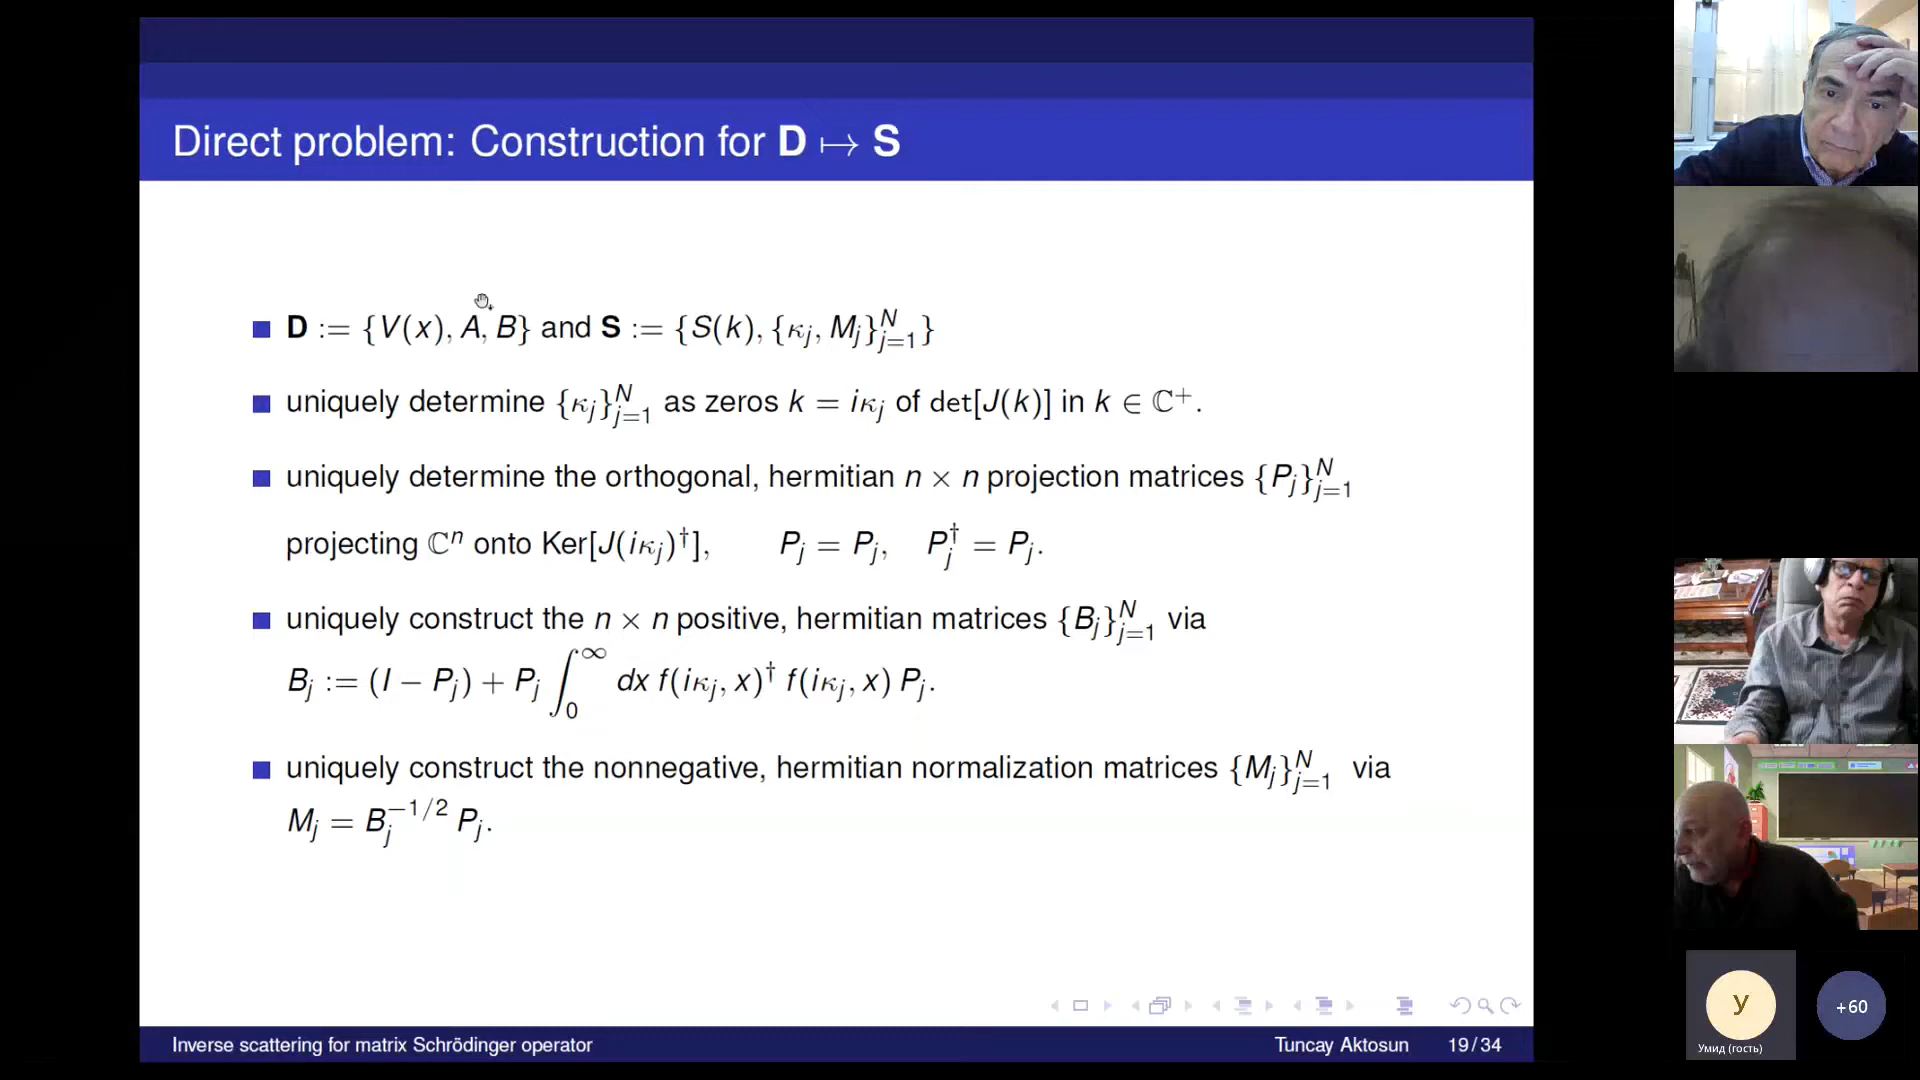 Direct problem: Construction for D ↦ S
D := {V(x), A, B} and S := {S(k), {κ_j, M_j}_{j=1}^N}
uniquely determine {κ_j}_{j=1}^N as zeros k = iκ_j of det[J(k)] in k ∈ ℂ⁺.
uniquely determine the orthogonal, hermitian n × n projection matrices {P_j}_{j=1}^N
projecting ℂⁿ onto Ker[J(iκ_j)†], P_j = P_j, P_j† = P_j.
uniquely construct the n × n positive, hermitian matrices {B_j}_{j=1}^N via
B_j := (I − P_j) + P_j ∫_0^∞ dx f(iκ_j, x)† f(iκ_j, x) P_j.
uniquely construct the nonnegative, hermitian normalization matrices {M_j}_{j=1}^N via
M_j = B_j^{−1/2} P_j.
Inverse scattering for matrix Schrödinger operator
Tuncay Aktosun 19/34
У
Умид (гость)
+60